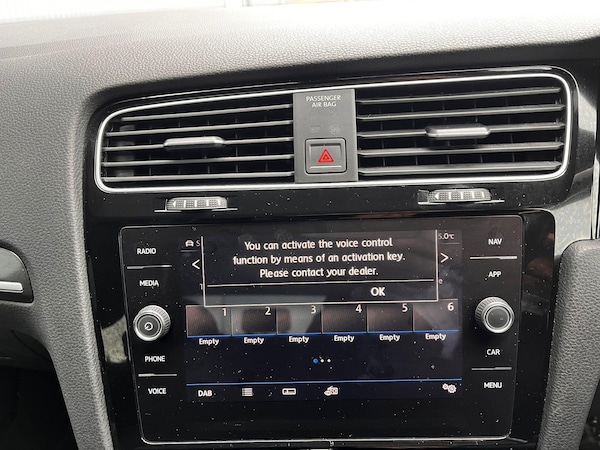 PASSENGER
AIR BAG
RADIO
MEDIA
PHONE
VOICE
NAV
APP
CAR
MENU
5.0°C
You can activate the voice control
function by means of an activation key.
Please contact your dealer.
OK
1 2 3 4 5 6
Empty Empty Empty Empty Empty Empty
DAB